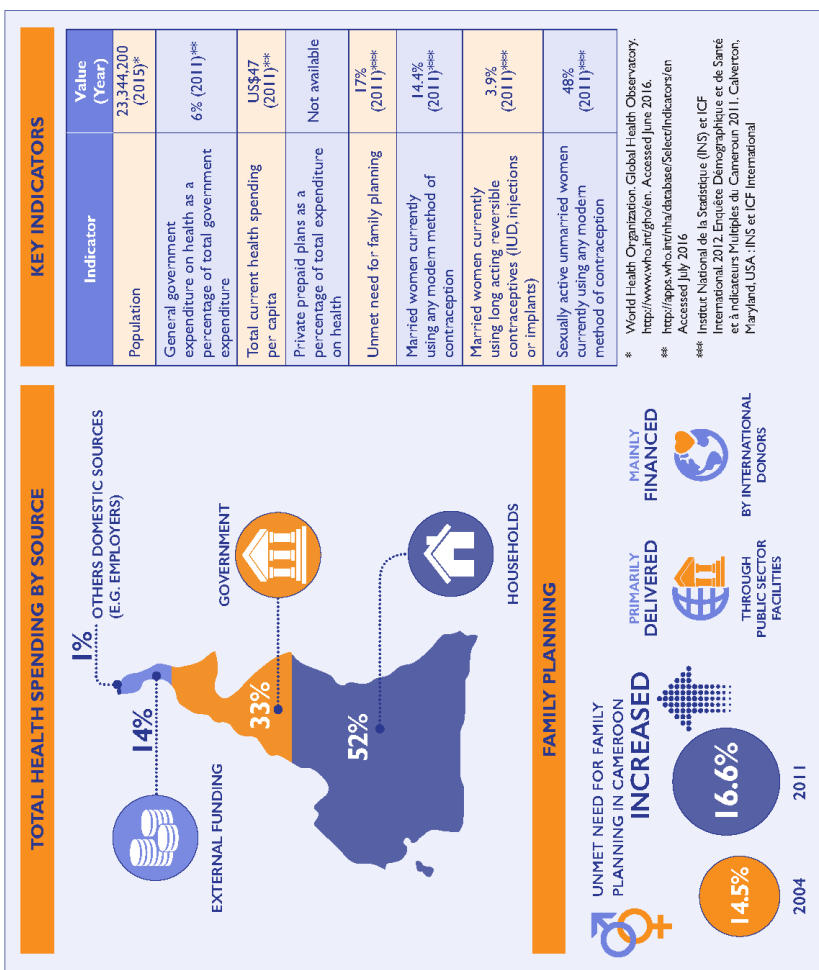 TOTAL HEALTH SPENDING BY SOURCE
1%
OTHERS DOMESTIC SOURCES
(E.G. EMPLOYERS)
14%
EXTERNAL FUNDING
GOVERNMENT
33%
52%
HOUSEHOLDS
KEY INDICATORS
Indicator
Value
(Year)
Population
23,344,200
(2015)*
General government
expenditure on health as a
percentage of total government
expenditure
6% (2011)**
Total current health spending
per capita
US$47
(2011)**
Private prepaid plans as a
percentage of total expenditure
on health
Not available
Unmet need for family planning
17%
(2011)***
Married women currently
using any modern method of
contraception
14.4%
(2011)***
Married women currently
using long acting reversible
contraceptives (IUD, injections
or implants)
3.9%
(2011)***
Sexually active unmarried women
currently using any modern
method of contraception
48%
(2011)***
* World Health Organization. Global Health Observatory.
http://www.who.int/gho/en. Accessed June 2016.
** http://apps.who.int/nha/database/Select/Indicators/en
Accessed July 2016
*** Institut National de la Statistique (INS) et ICF
International. 2012. Enquête Démographique et de Santé
et à ndicateurs Multiples du Cameroun 2011. Calverton,
Maryland, USA : INS et ICF International
FAMILY PLANNING
UNMET NEED FOR FAMILY
PLANNING IN CAMEROON
INCREASED
14.5%
2004
16.6%
2011
PRIMARILY
DELIVERED
THROUGH
PUBLIC SECTOR
FACILITIES
MAINLY
FINANCED
BY INTERNATIONAL
DONORS